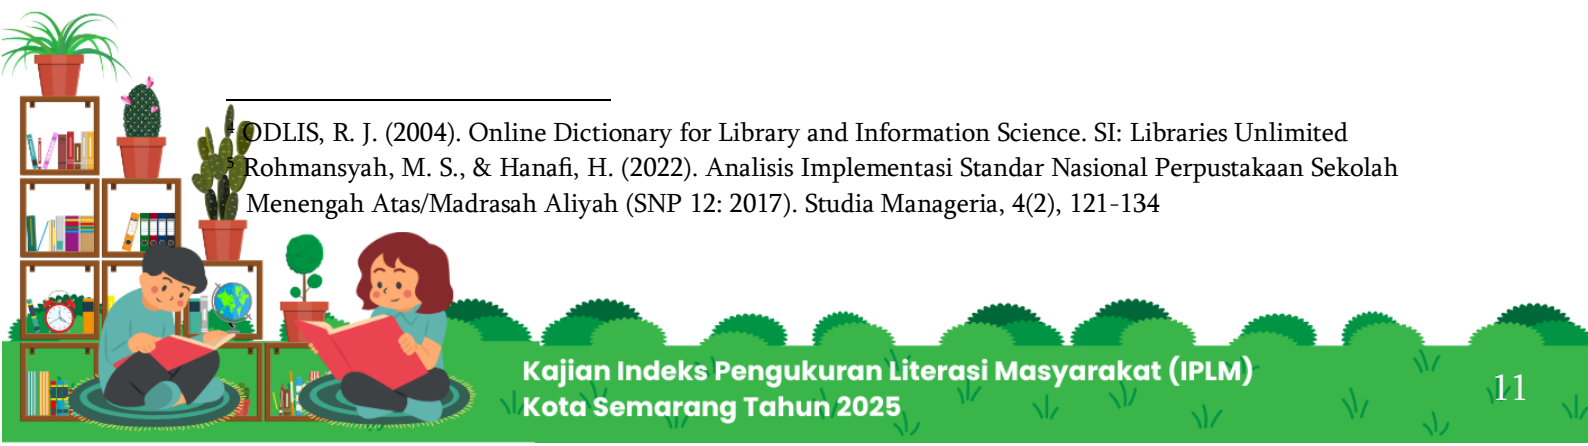 4 ODLIS, R. J. (2004). Online Dictionary for Library and Information Science. SI: Libraries Unlimited
5 Rohmansyah, M. S., & Hanafi, H. (2022). Analisis Implementasi Standar Nasional Perpustakaan Sekolah
Menengah Atas/Madrasah Aliyah (SNP 12: 2017). Studia Manageria, 4(2), 121-134
Kajian Indeks Pengukuran Literasi Masyarakat (IPLM)
Kota Semarang Tahun 2025
11